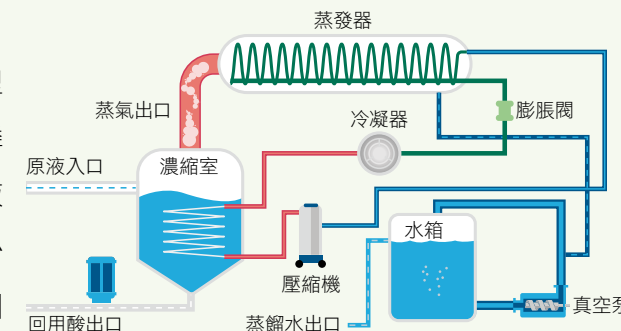 蒸發器
蒸氣出口
冷凝器
膨脹閥
原液入口
濃縮室
水箱
壓縮機
真空泵
回用酸出口
蒸餾水出口